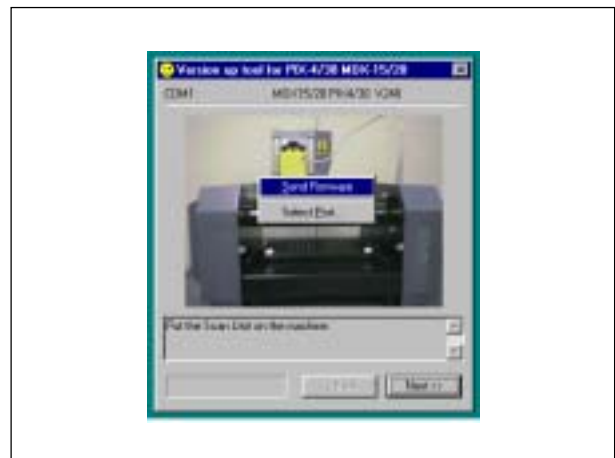 Version up tool for PIX-4/30 MDX-15/20
COM1 MDX15/20 PIX4/30 V2.40
Send Firmware
Select Port...
Put the Scan Unit on the machine.
Next >>